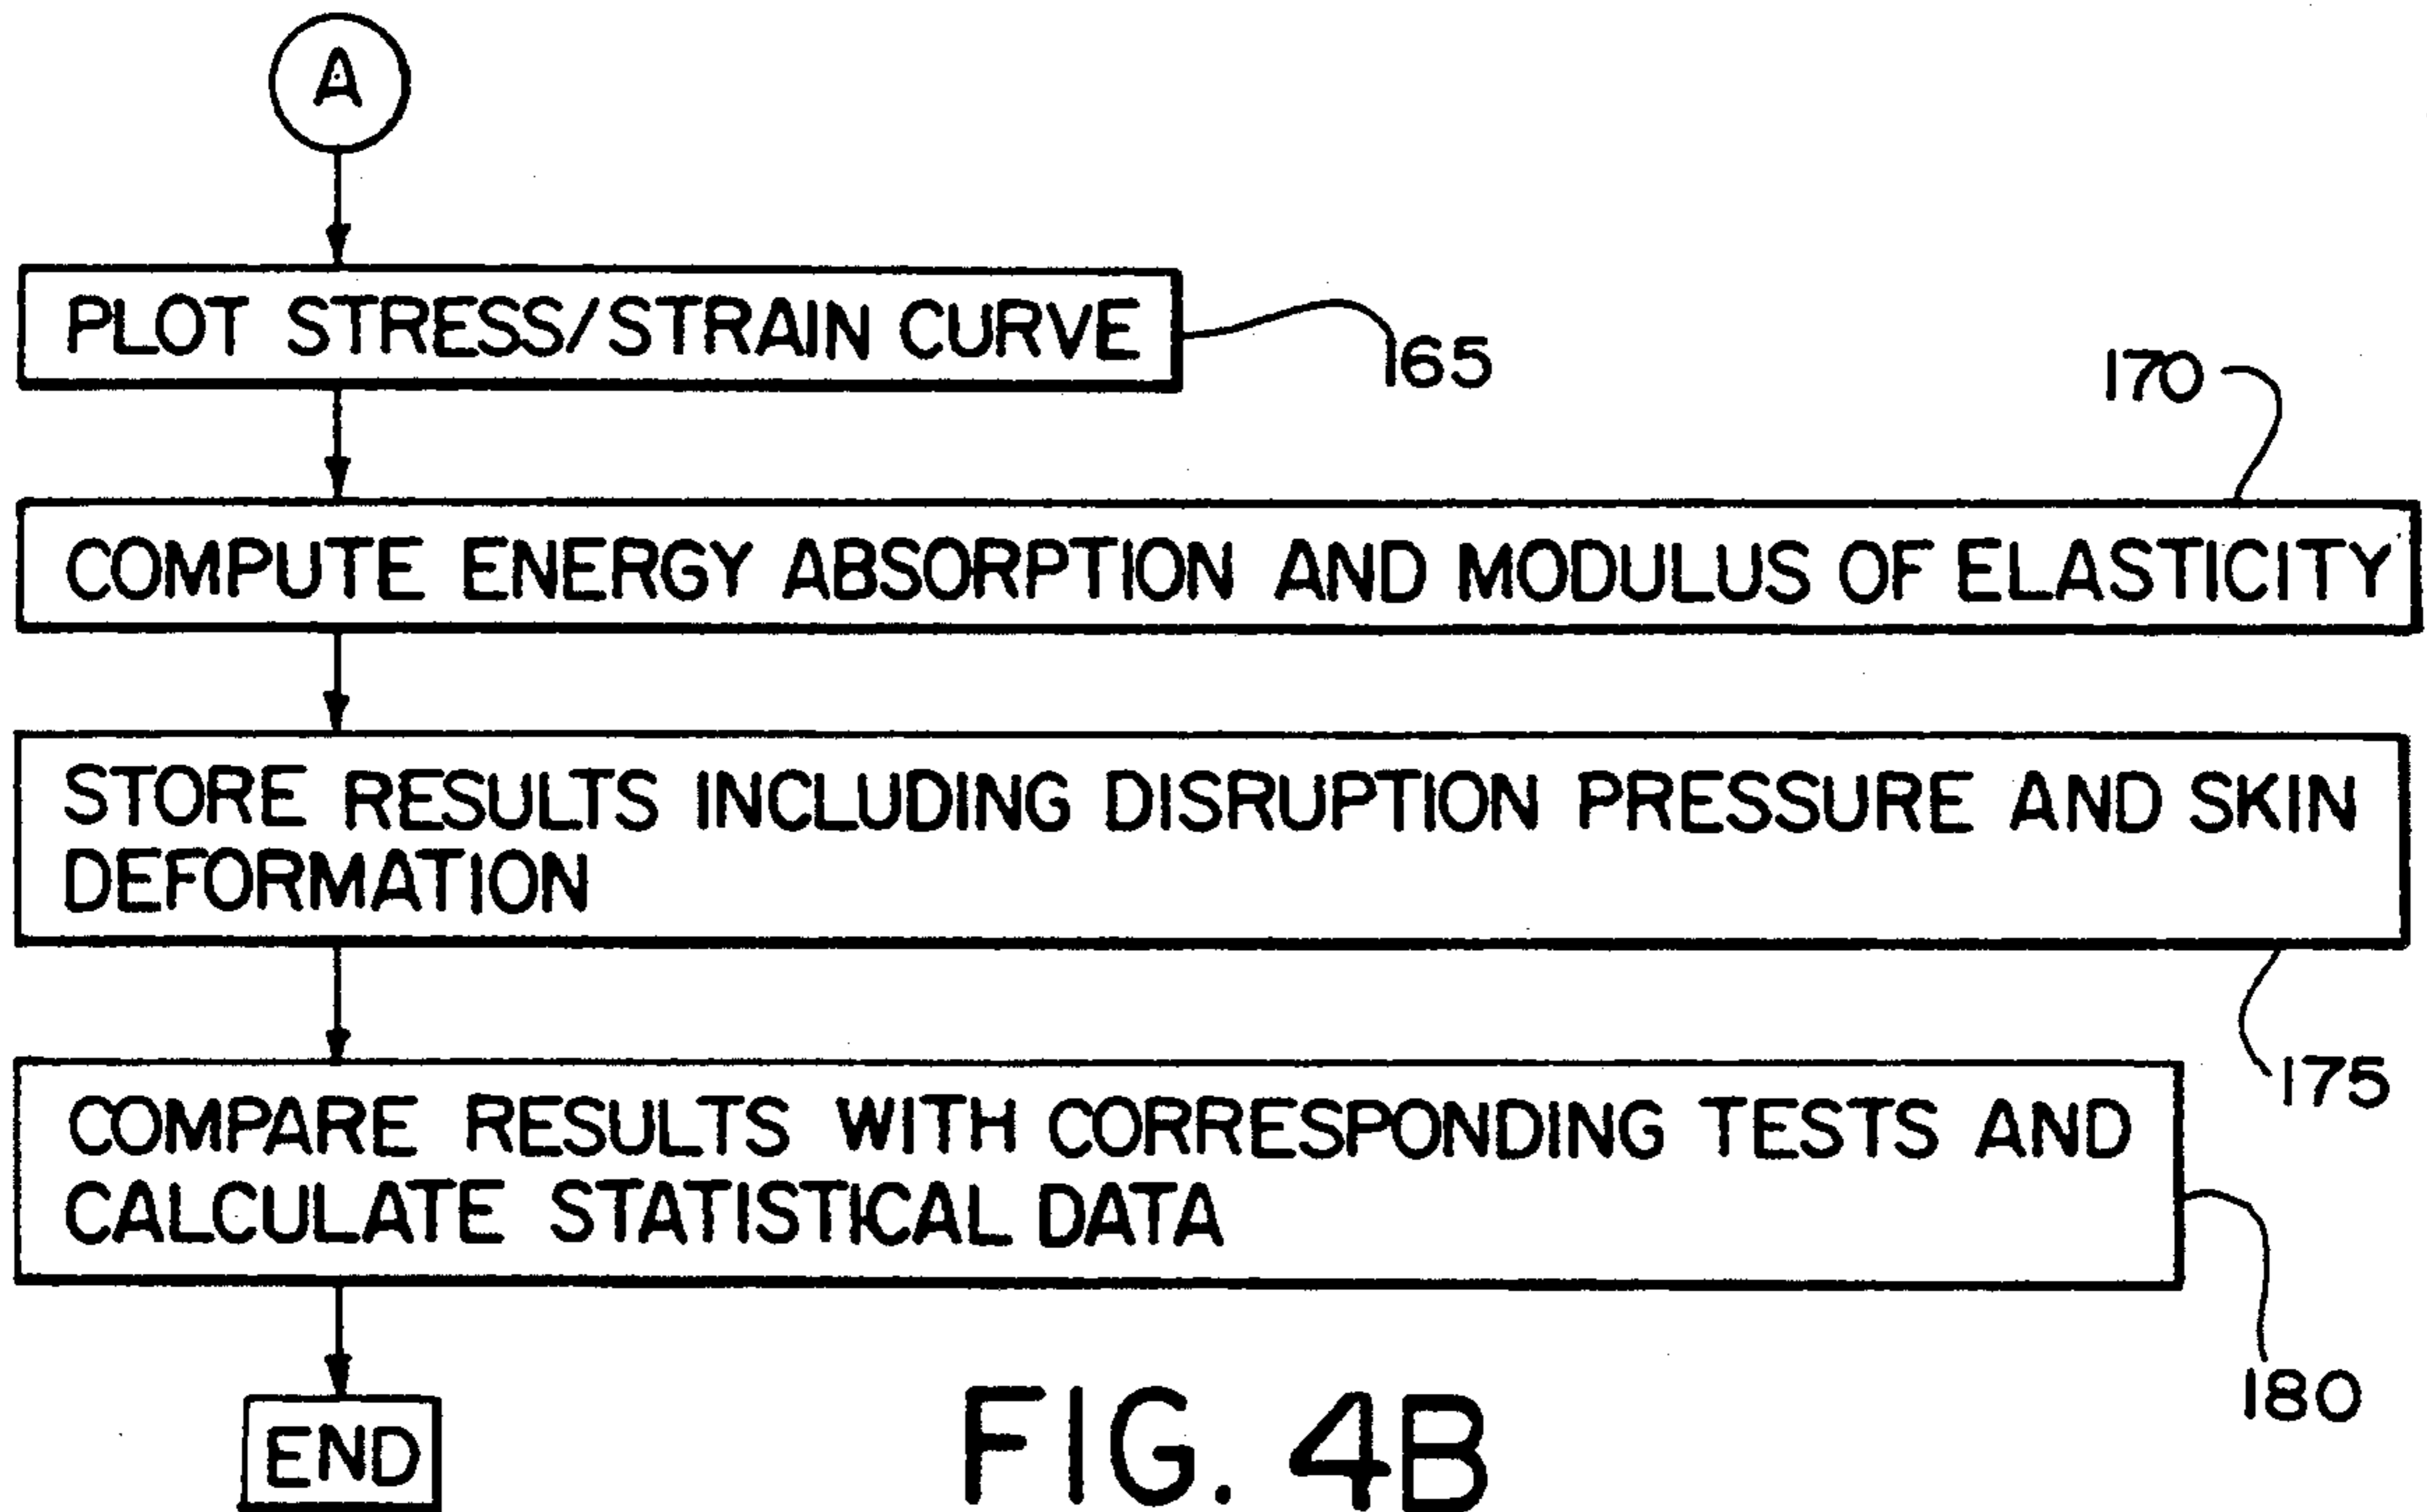 A
PLOT STRESS/STRAIN CURVE
165
170
COMPUTE ENERGY ABSORPTION AND MODULUS OF ELASTICITY
STORE RESULTS INCLUDING DISRUPTION PRESSURE AND SKIN
DEFORMATION
175
COMPARE RESULTS WITH CORRESPONDING TESTS AND
CALCULATE STATISTICAL DATA
180
END
FIG. 4B